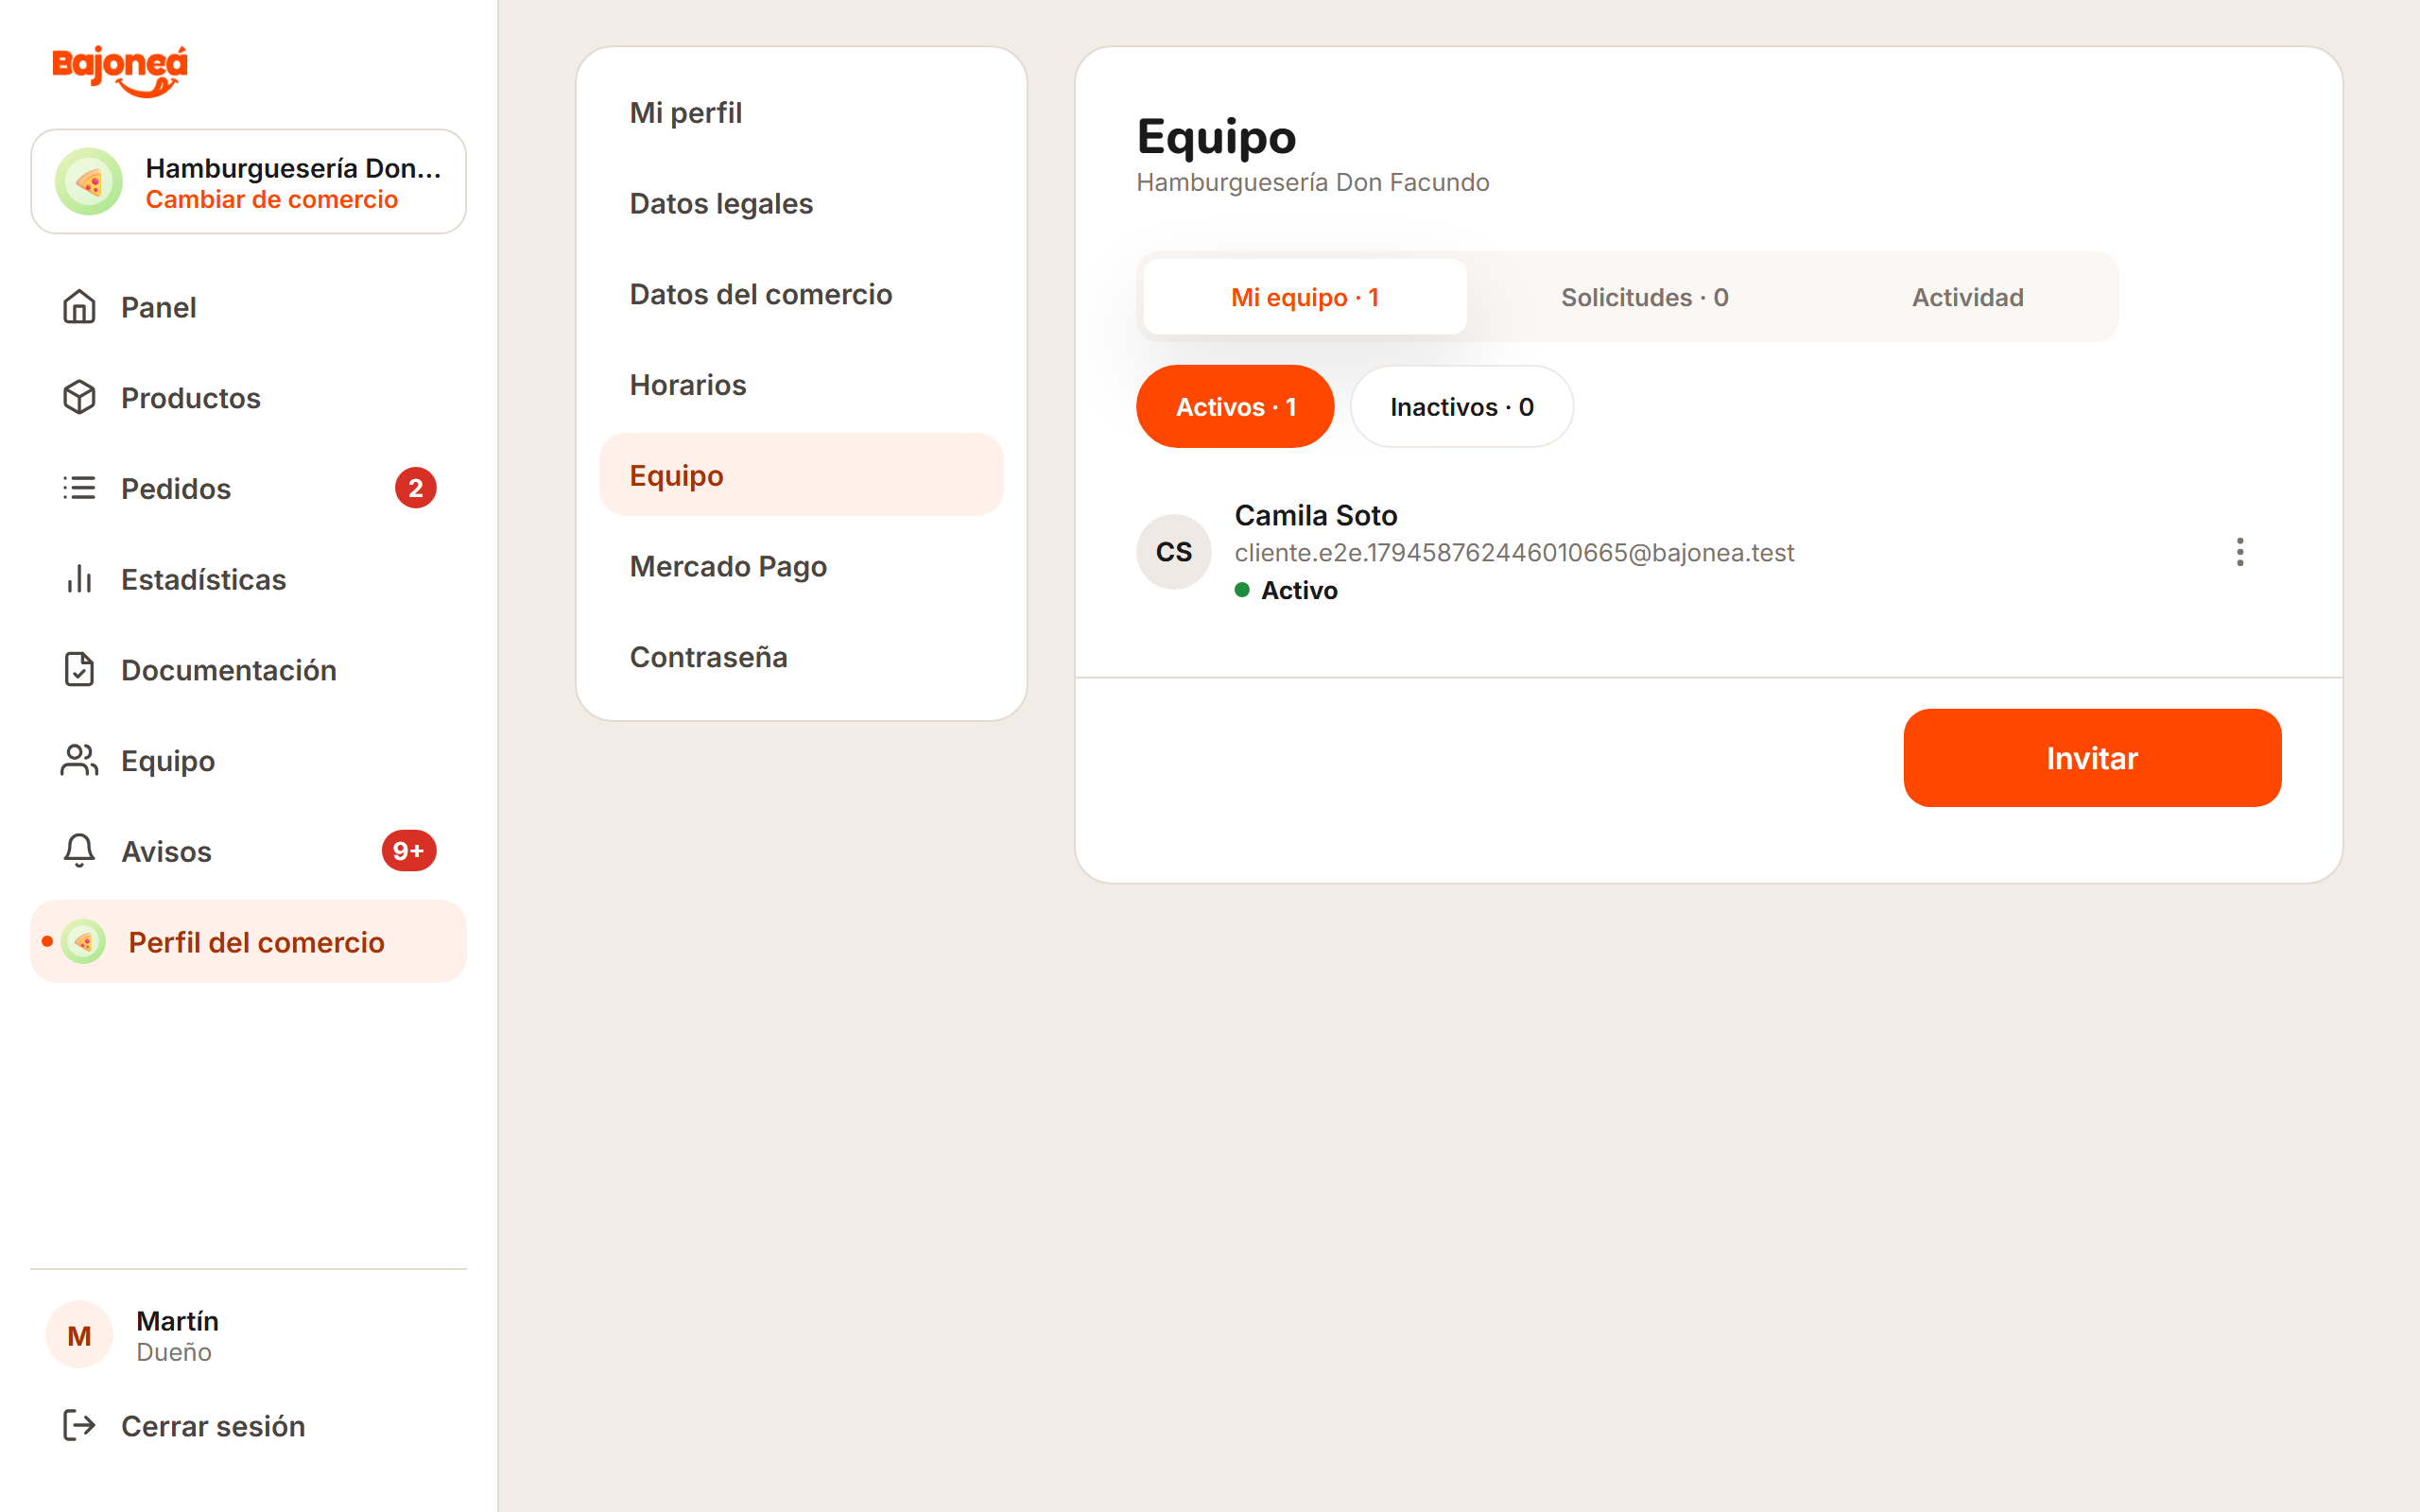 Bajoneá
Hamburguesería Don...
Cambiar de comercio
Panel
Productos
Pedidos
2
Estadísticas
Documentación
Equipo
Avisos
9+
Perfil del comercio
Martín
M
Dueño
Cerrar sesión
Mi perfil
Datos legales
Datos del comercio
Horarios
Equipo
Mercado Pago
Contraseña
Equipo
Hamburguesería Don Facundo
Mi equipo · 1
Solicitudes · 0
Actividad
Activos · 1
Inactivos · 0
CS
Camila Soto
cliente.e2e.179458762446010665@bajonea.test
Activo
Invitar